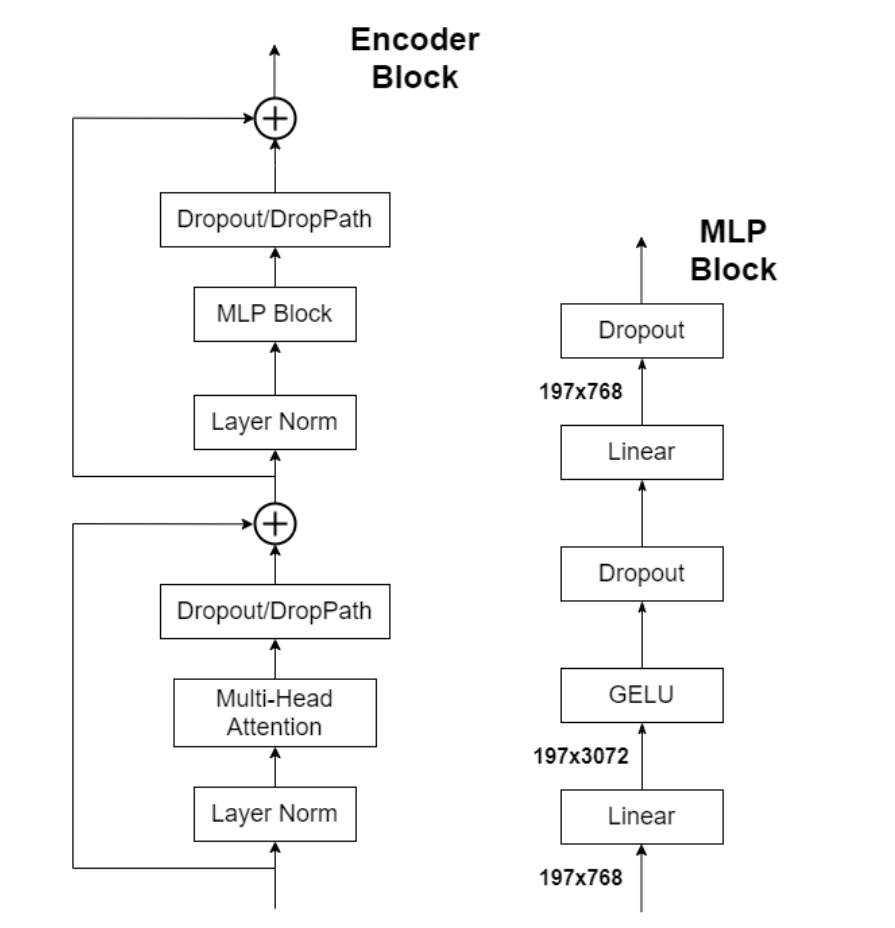 Encoder
Block
Dropout/DropPath
MLP Block
Layer Norm
Dropout/DropPath
Multi-Head
Attention
Layer Norm
MLP
Block
Dropout
197x768
Linear
Dropout
GELU
197x3072
Linear
197x768